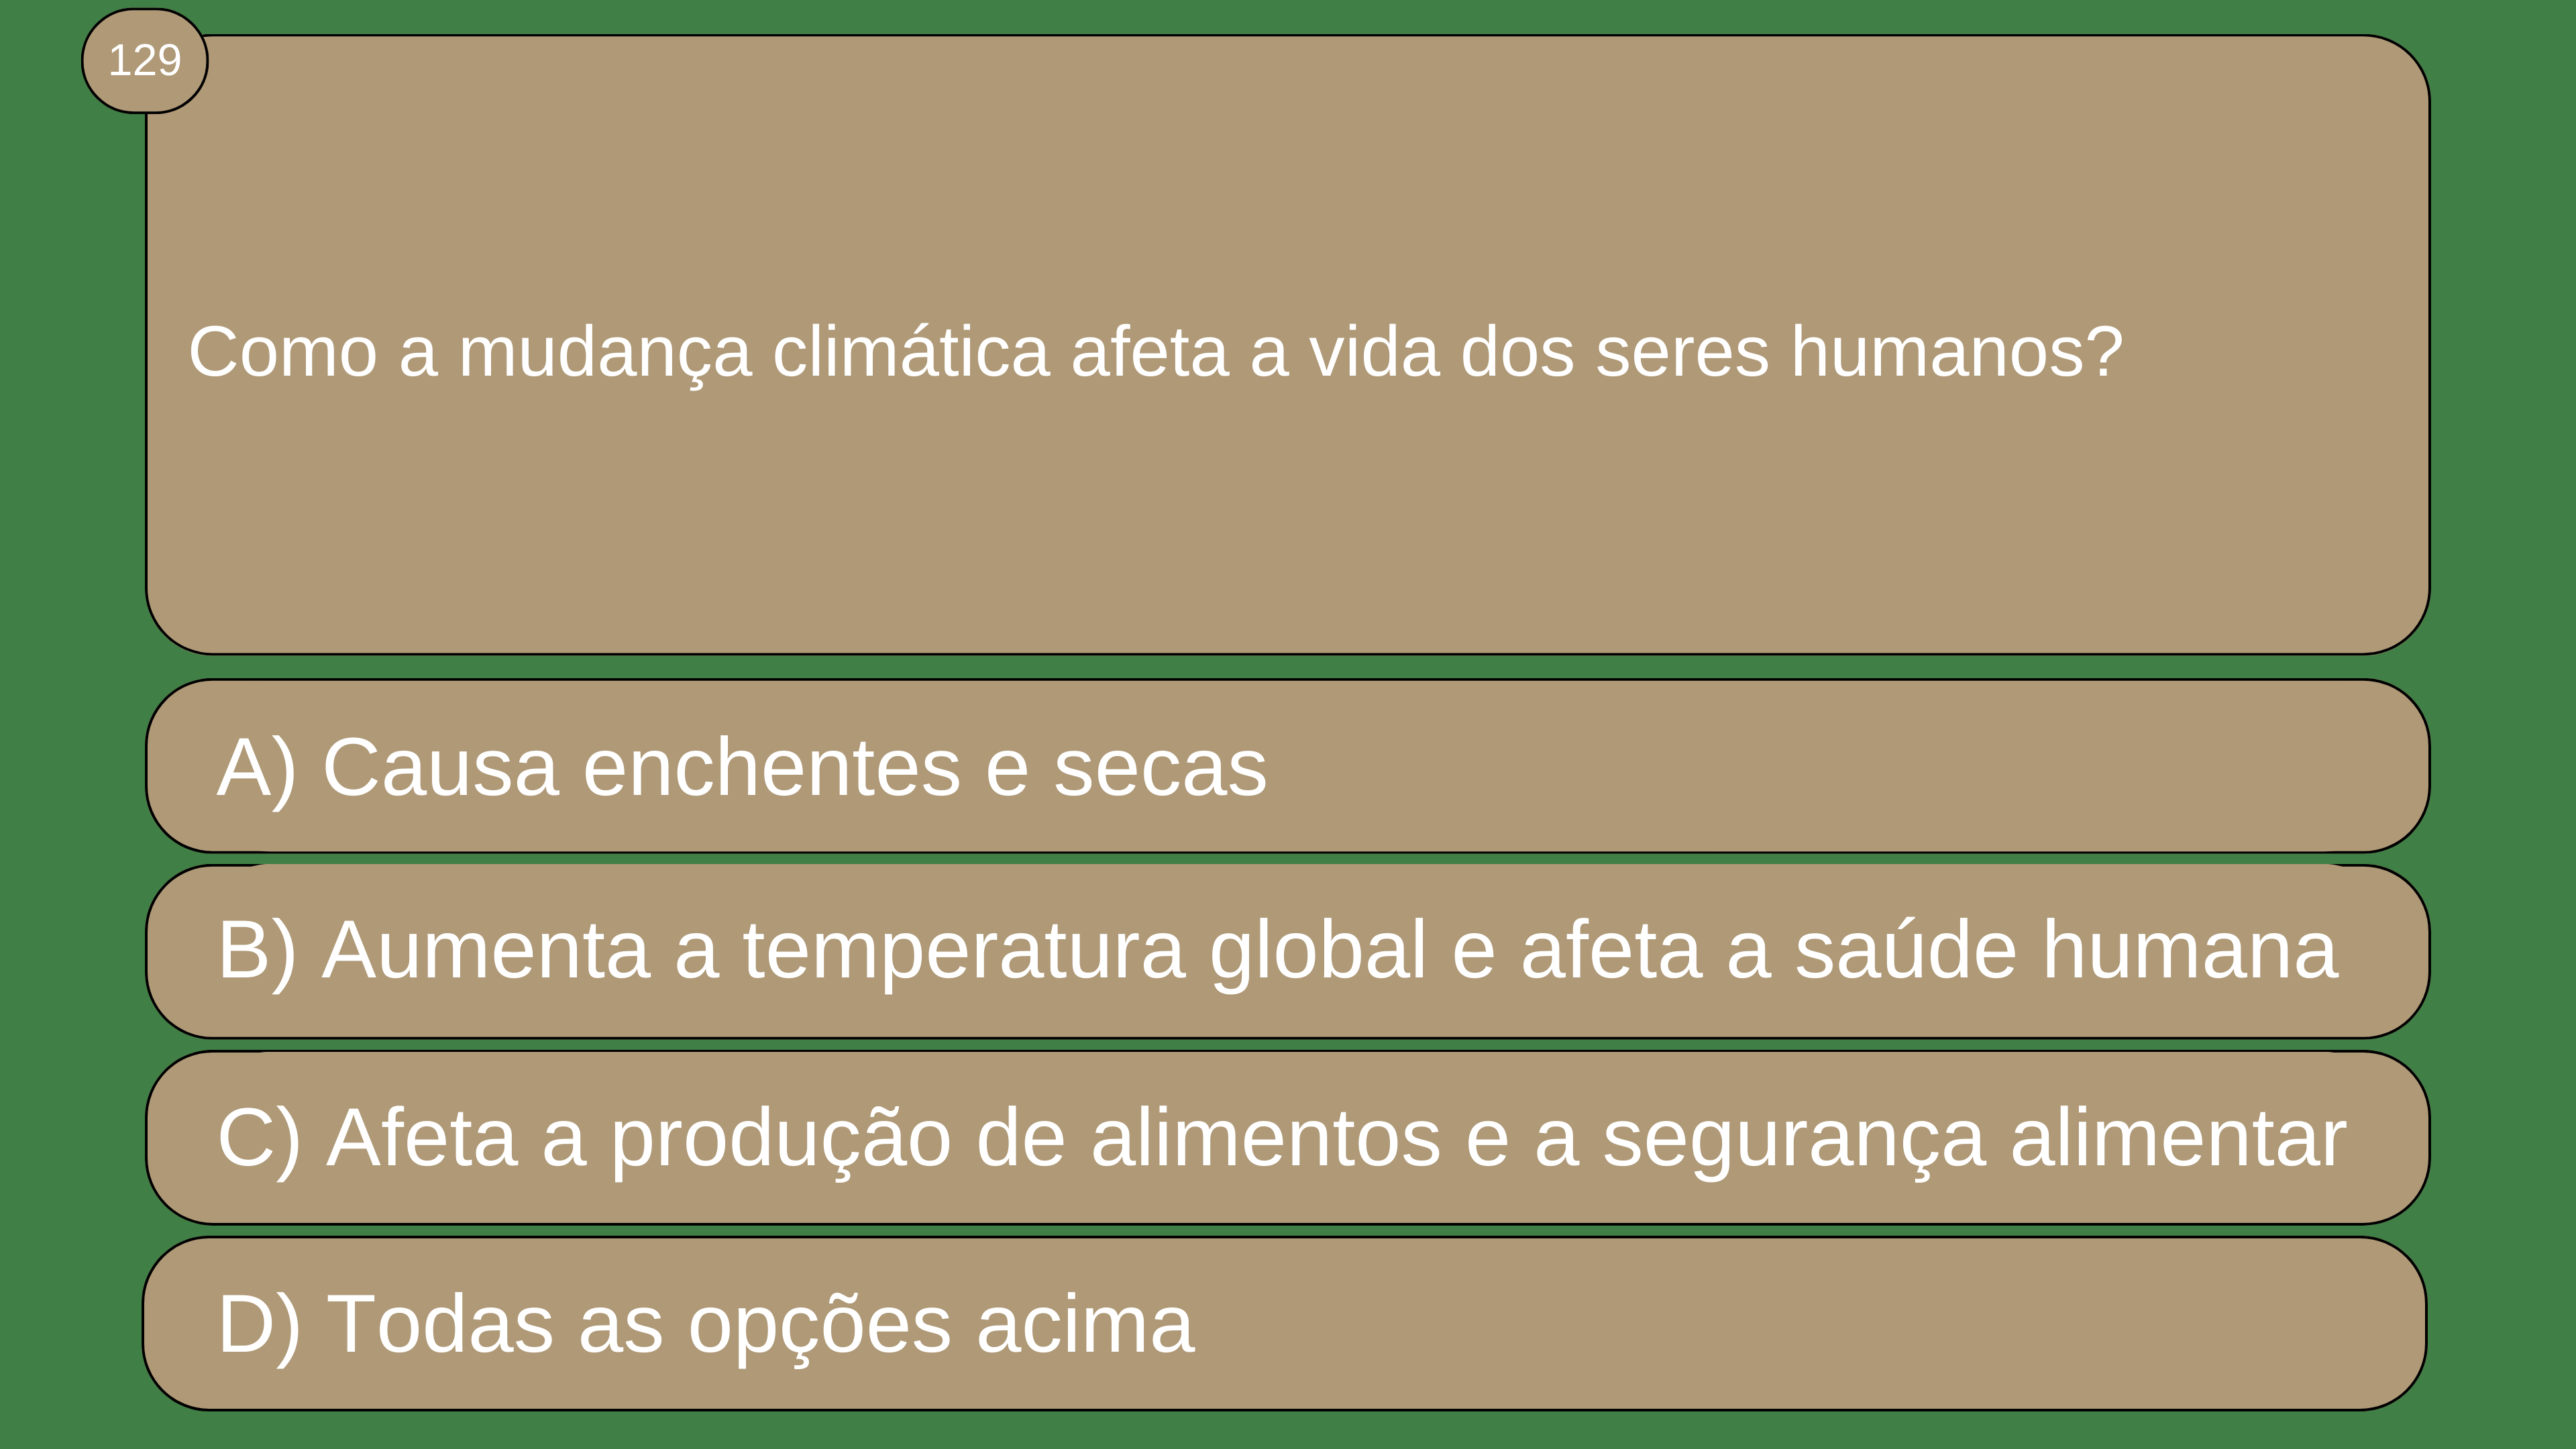 129
Como a mudança climática afeta a vida dos seres humanos?
A) Causa enchentes e secas
B) Aumenta a temperatura global e afeta a saúde humana
C) Afeta a produção de alimentos e a segurança alimentar
D) Todas as opções acima